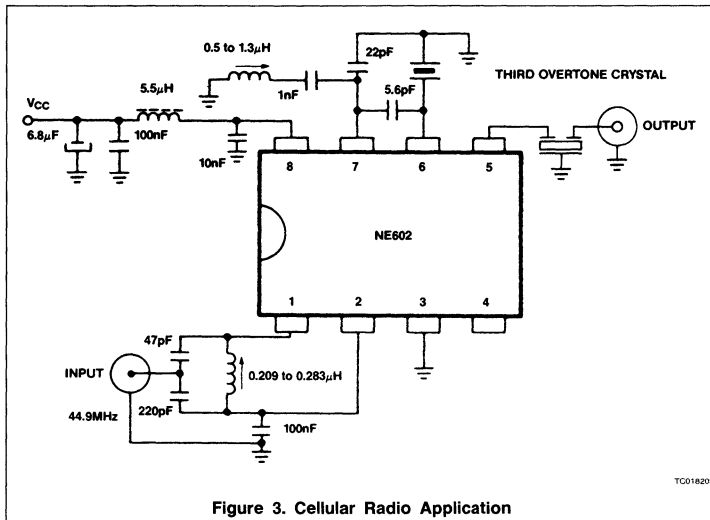 0.5 to 1.3μH
22pF
5.5μH
1nF
5.6pF
THIRD OVERTONE CRYSTAL
VCC
6.8μF
100nF
10nF
OUTPUT
8
7
6
5
NE602
1
2
3
4
47pF
INPUT
0.209 to 0.283μH
220pF
44.9MHz
100nF
TC01820
Figure 3. Cellular Radio Application